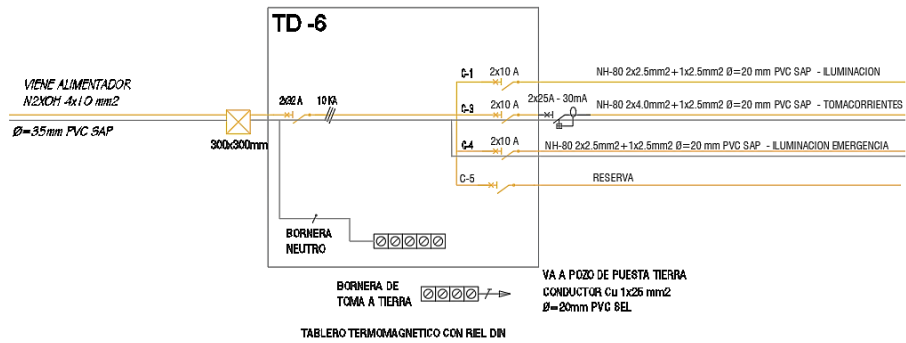 TD -6
VIENE ALIMENTADOR
N2XOH 4x10 mm2
Ø=35mm PVC SAP
300x300mm
2x32 A
10 KA
C-1
2x10 A
NH-80 2x2.5mm2+1x2.5mm2 Ø=20 mm PVC SAP - ILUMINACION
C-3
2x10 A
2x25A - 30mA
NH-80 2x4.0mm2+1x2.5mm2 Ø=20 mm PVC SAP - TOMACORRIENTES
C-4
2x10 A
NH-80 2x2.5mm2+1x2.5mm2 Ø=20 mm PVC SAP - ILUMINACION EMERGENCIA
C-5
RESERVA
BORNERA
NEUTRO
BORNERA DE
TOMA A TIERRA
VA A POZO DE PUESTA TIERRA
CONDUCTOR Cu 1x25 mm2
Ø=20mm PVC SEL
TABLERO TERMOMAGNETICO CON RIEL DIN